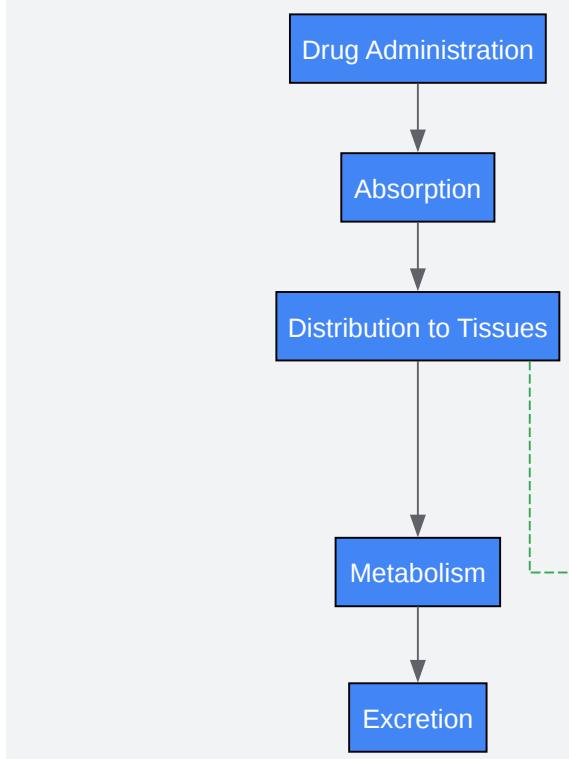 Drug Administration
Absorption
Distribution to Tissues
Metabolism
Excretion